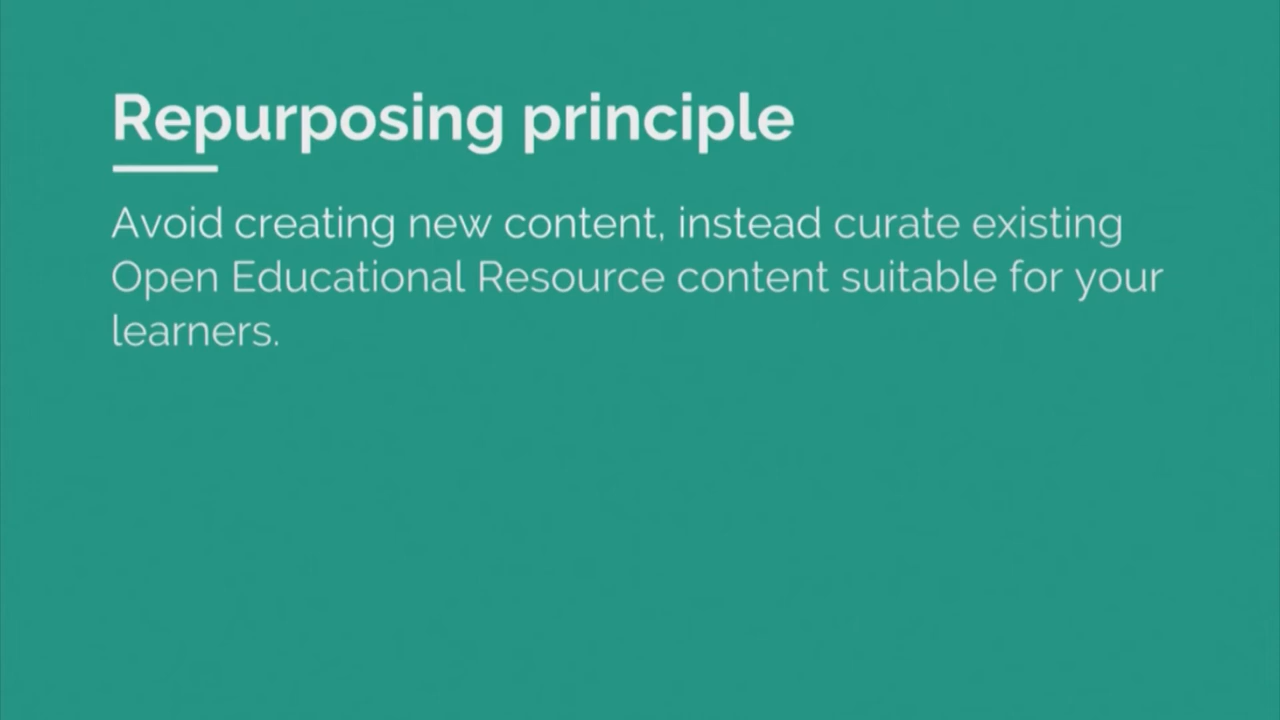 Repurposing principle
Avoid creating new content, instead curate existing
Open Educational Resource content suitable for your
learners.